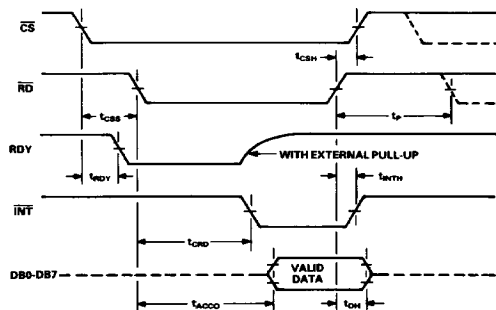 CS
tCSH
RD
tCSS
tP
RDY
WITH EXTERNAL PULL-UP
tRDY
tINTH
INT
tCRD
DB0-DB7
VALID
DATA
tACC0
tDH